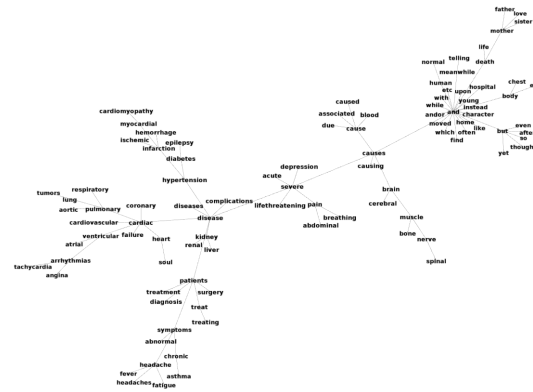 father
love
sister
mother
life
death
telling
normal
meanwhile
human
upon
hospital
etc
with
young
instead
while
and
character
andor
moved
home
which
often
like
find
chest
body
but
even
after
so
though
yet
caused
associated
blood
due
cause
causes
causing
cardiomyopathy
myocardial
hemorrhage
ischemic
epilepsy
infarction
diabetes
hypertension
depression
acute
severe
complications
lifethreatening
pain
breathing
abdominal
brain
cerebral
muscle
bone
nerve
spinal
tumors
respiratory
lung
aortic
pulmonary
coronary
diseases
disease
cardiovascular
cardiac
ventricular
failure
atrial
heart
kidney
renal
liver
arrhythmias
tachycardia
angina
soul
patients
treatment
surgery
diagnosis
treat
treating
symptoms
abnormal
chronic
headache
fever
asthma
headaches
fatigue